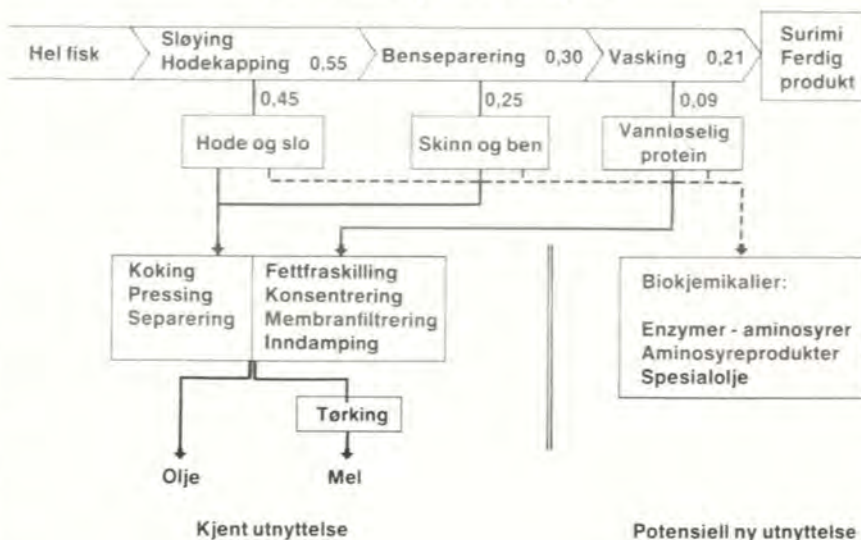 Hel fisk
Sløying
Hodekapping 0,55
Benseparering 0,30
Vasking 0,21
Surimi
Ferdig
produkt
0,45
0,25
0,09
Hode og slo
Skinn og ben
Vannløselig
protein
Koking
Pressing
Separering
Fettfraskilling
Konsentrering
Membranfiltrering
Inndamping
Biokjemikalier:
Enzymer - aminosyrer
Aminosyreprodukter
Spesialolje
Tørking
Olje
Mel
Kjent utnyttelse
Potensiell ny utnyttelse